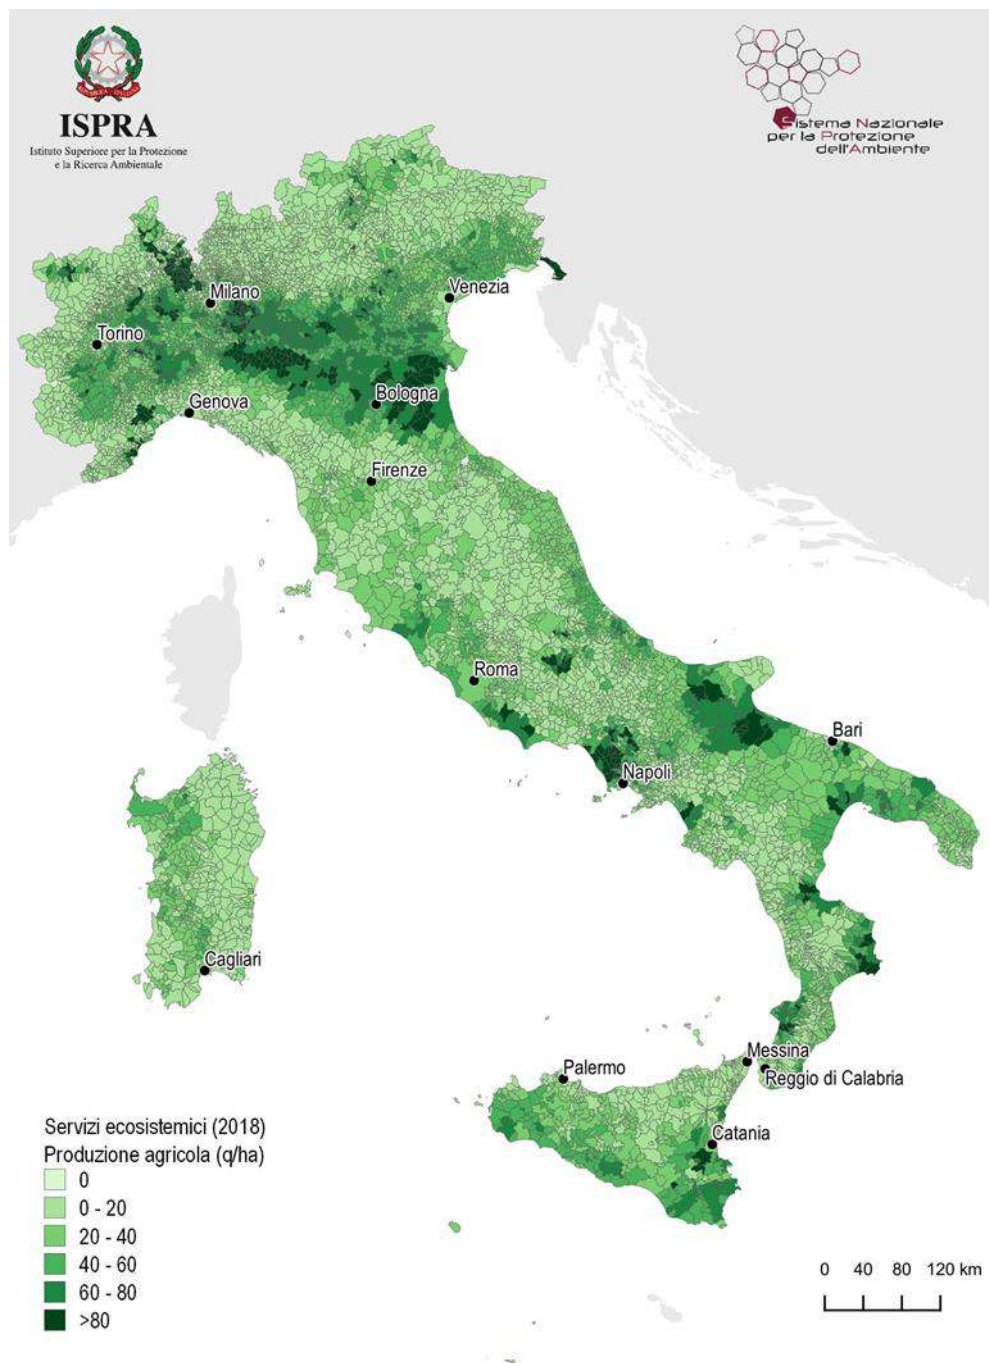 ISPRA
Istituto Superiore per la Protezione
e la Ricerca Ambientale
Sistema Nazionale
per la Protezione
dell'Ambiente
Milano
Venezia
Torino
Genova
Bologna
Firenze
Roma
Bari
Napoli
Cagliari
Messina
Reggio di Calabria
Palermo
Catania
Servizi ecosistemici (2018)
Produzione agricola (q/ha)
0
0 - 20
20 - 40
40 - 60
60 - 80
>80
0 40 80 120 km